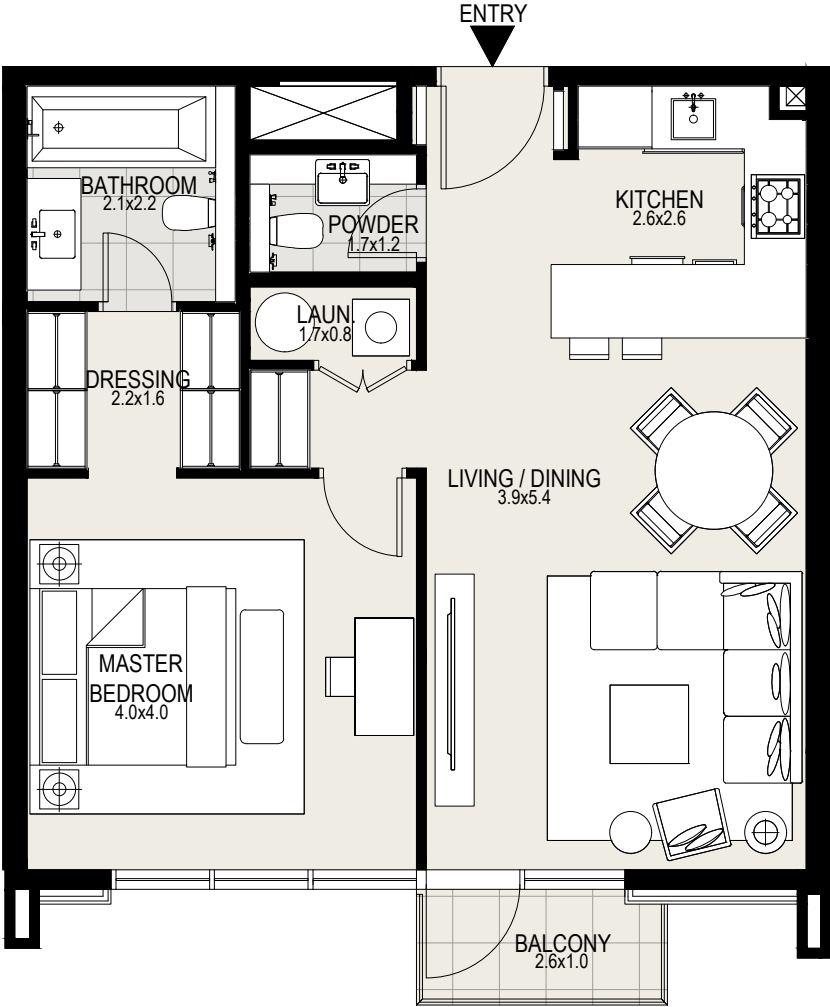 ENTRY
BATHROOM
2.1x2.2
POWDER
1.7x1.2
KITCHEN
2.6x2.6
LAUN.
1.7x0.8
DRESSING
2.2x1.6
LIVING / DINING
3.9x5.4
MASTER
BEDROOM
4.0x4.0
BALCONY
2.6x1.0